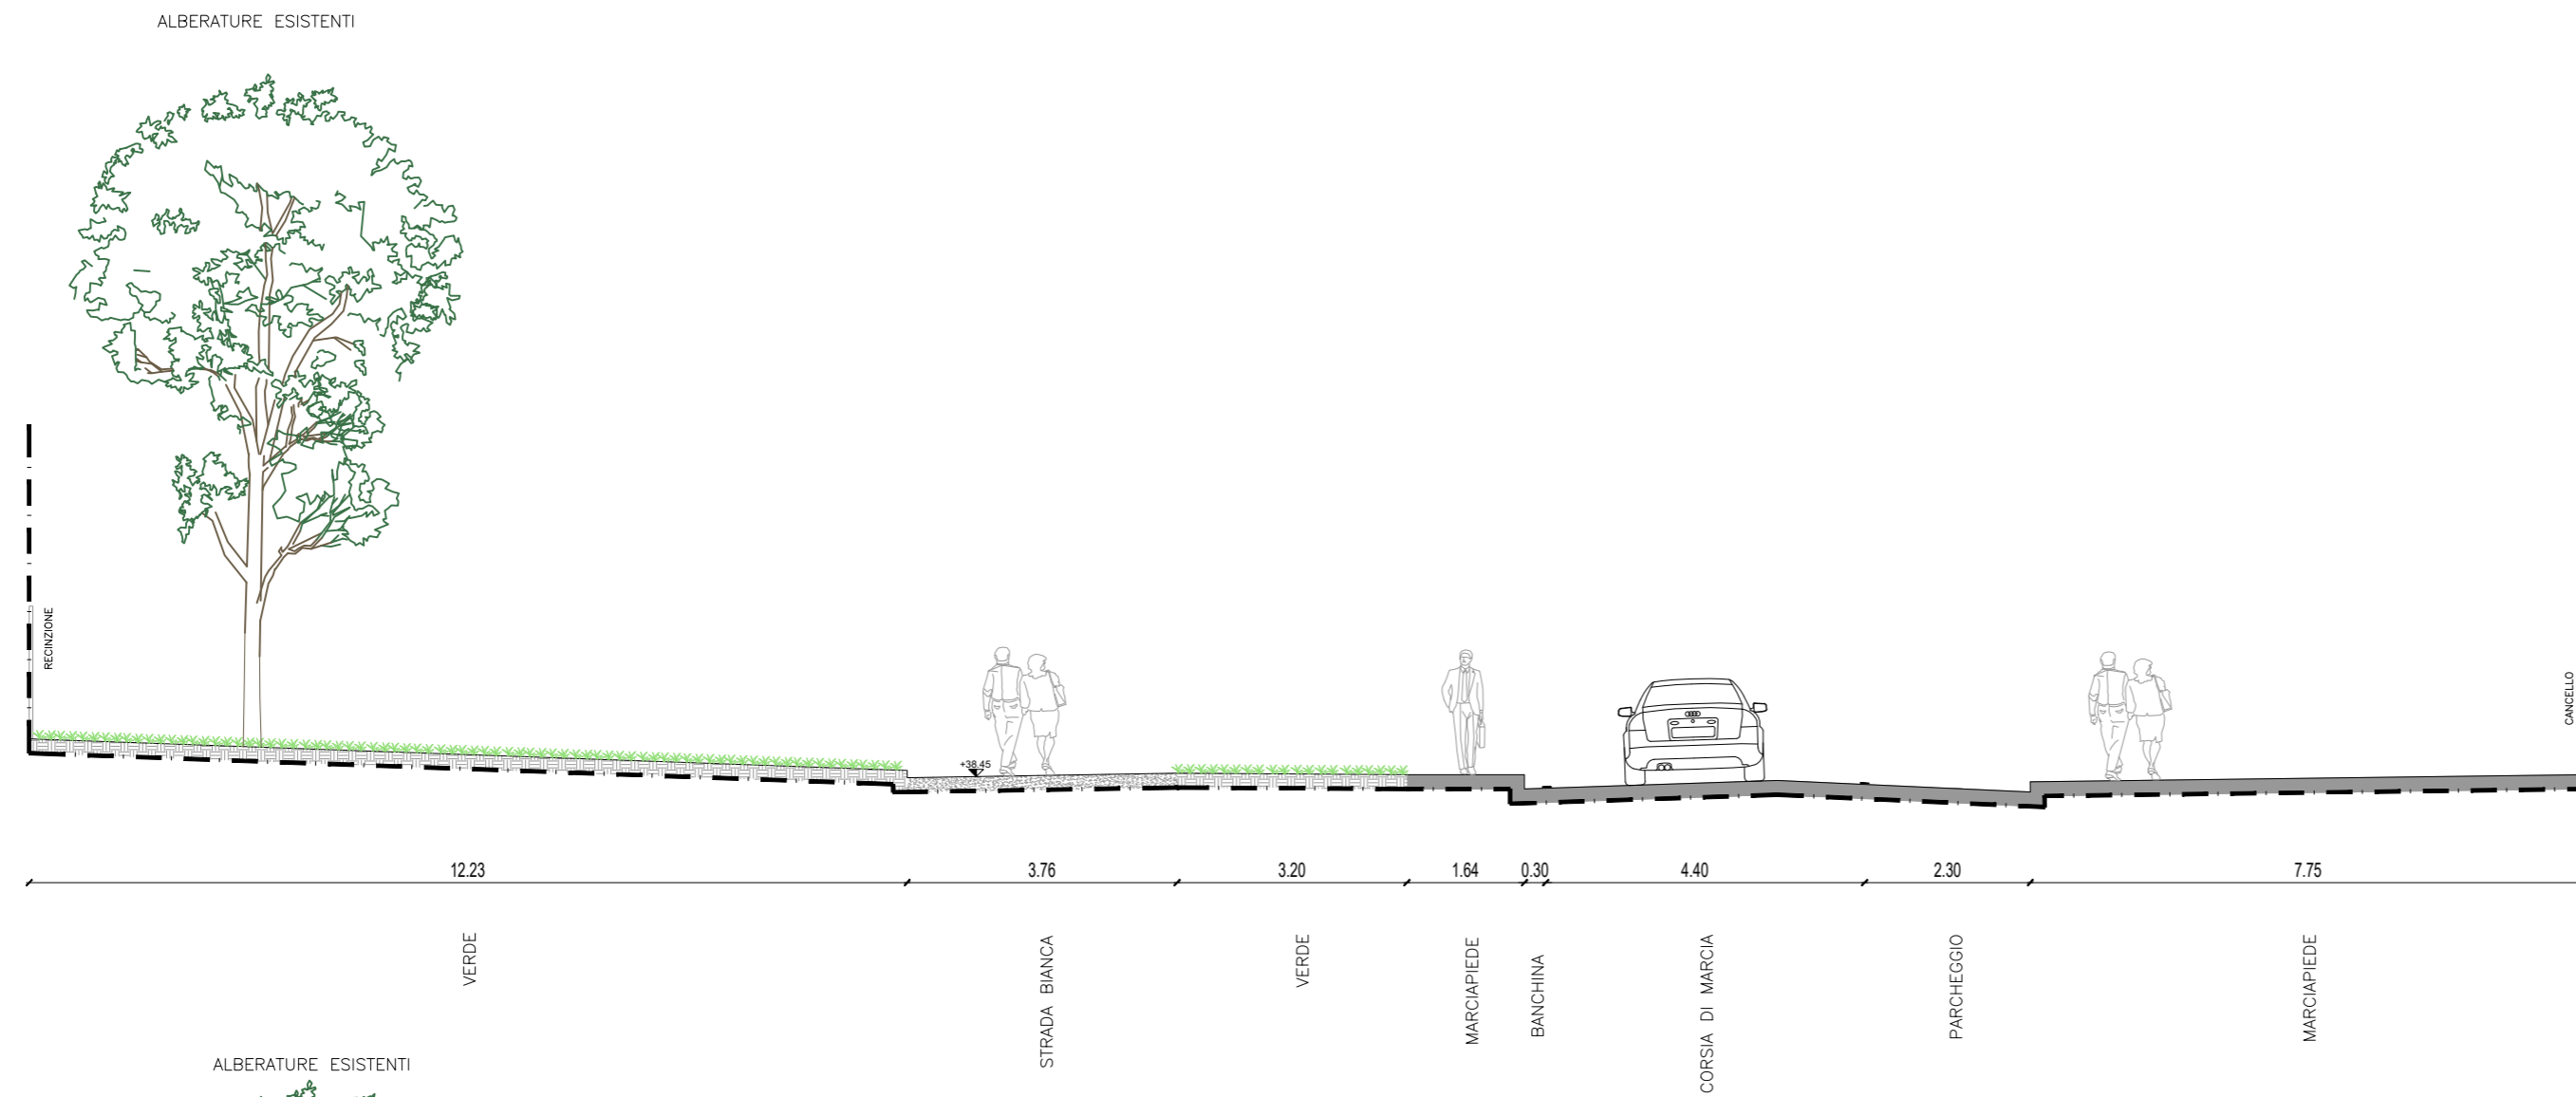 ALBERATURE ESISTENTI
RECINZIONE
CANCELLO
+38.45
12.23
3.76
3.20
1.64
0.30
4.40
2.30
7.75
VERDE
STRADA BIANCA
VERDE
MARCIAPIEDE
BANCHINA
CORSIA DI MARCIA
PARCHEGGIO
MARCIAPIEDE
ALBERATURE ESISTENTI